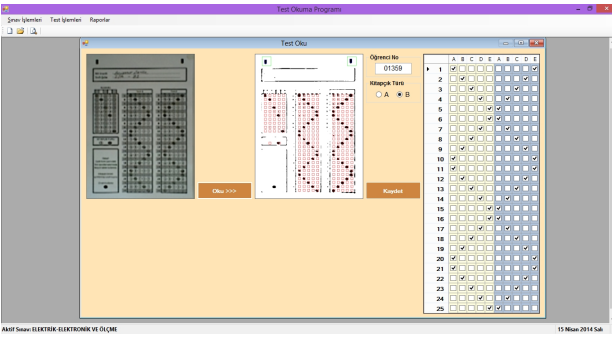 Test Okuma Programı
Sınav İşlemleri Test İşlemleri Raporlar
Test Oku
Öğrenci No
01359
Kitapçık Türü
A B
Oku >>>
Kaydet
A B C D E A B C D E
1
2
3
4
5
6
7
8
9
10
11
12
13
14
15
16
17
18
19
20
21
22
23
24
25
Aktif Sınav: ELEKTRİK-ELEKTRONİK VE ÖLÇME
15 Nisan 2014 Salı